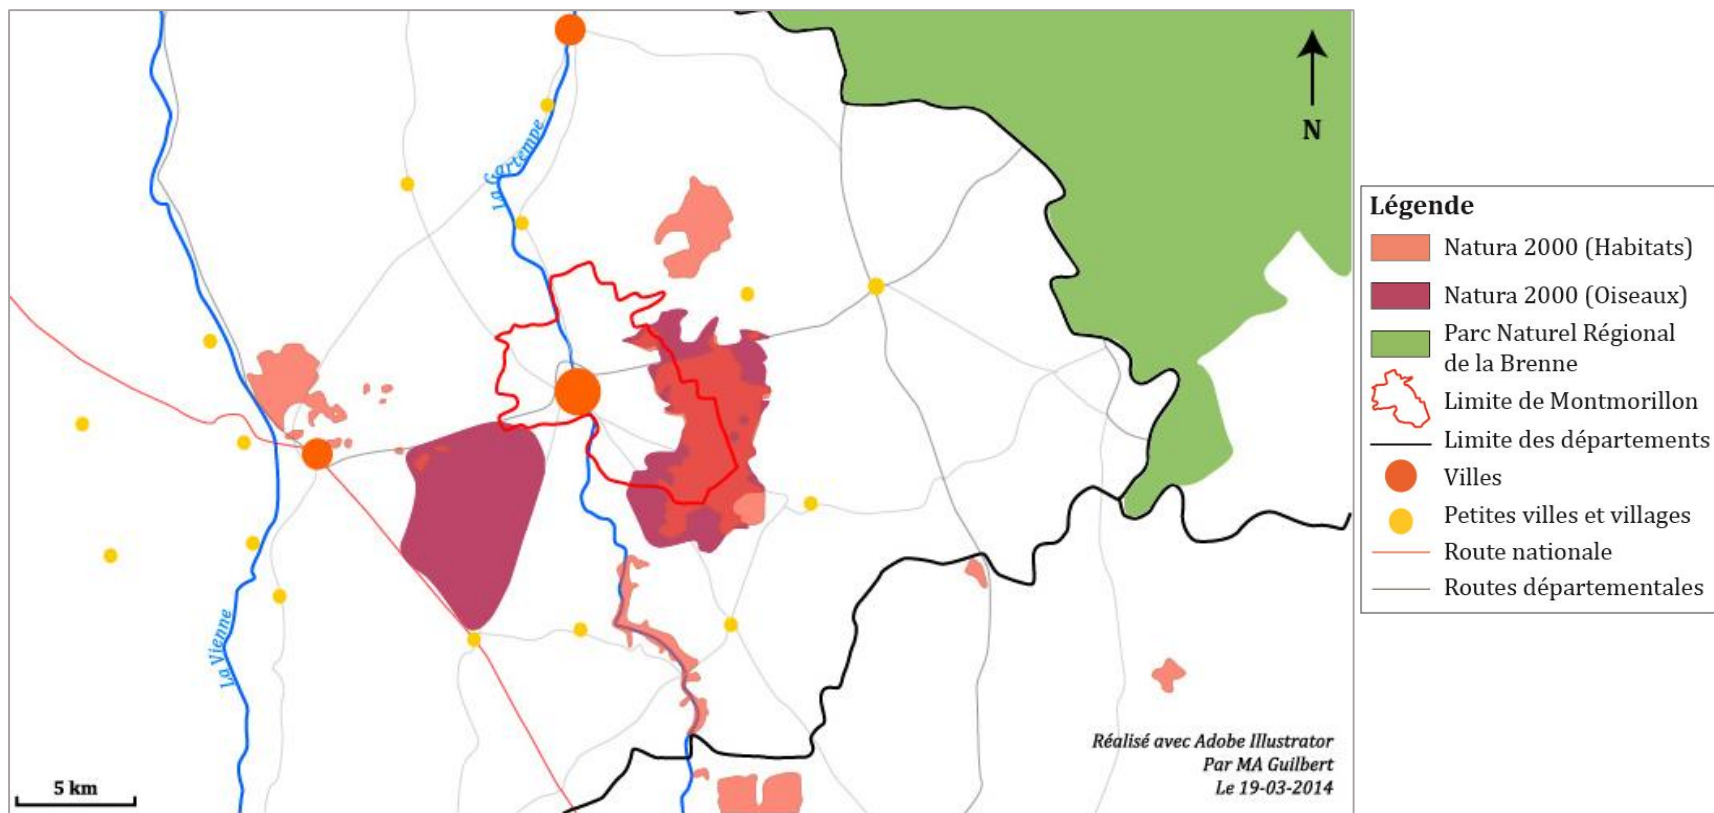 La Gartempe
N
La Vienne
5 km
Réalisé avec Adobe Illustrator
Par MA Guilbert
Le 19-03-2014
Légende
Natura 2000 (Habitats)
Natura 2000 (Oiseaux)
Parc Naturel Régional
de la Brenne
Limite de Montmorillon
Limite des départements
Villes
Petites villes et villages
Route nationale
Routes départementales